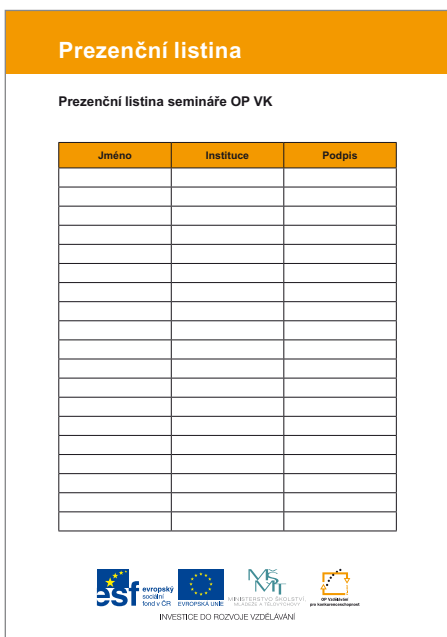 Prezenční listina
Prezenční listina semináře OP VK
Jméno Instituce Podpis
esf evropský sociální fond v ČR
EVROPSKÁ UNIE
MINISTERSTVO ŠKOLSTVÍ,
MLÁDEŽE A TĚLOVÝCHOVY
OP Vzdělávání
pro konkurenceschopnost
INVESTICE DO ROZVOJE VZDĚLÁVÁNÍ